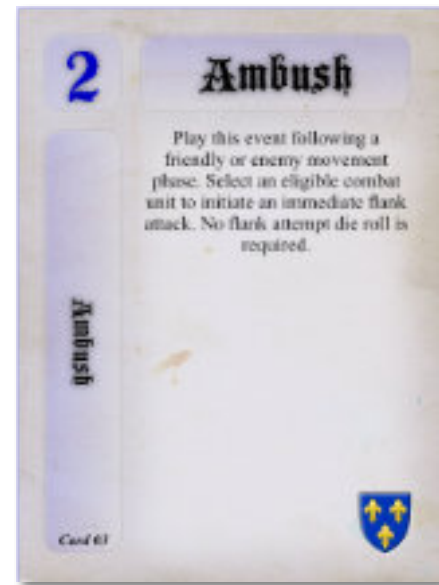 2
Ambush
Play this event following a
friendly or enemy movement
phase. Select an eligible combat
unit to initiate an immediate flank
attack. No flank attempt die roll is
required.
Ambush
Card 03